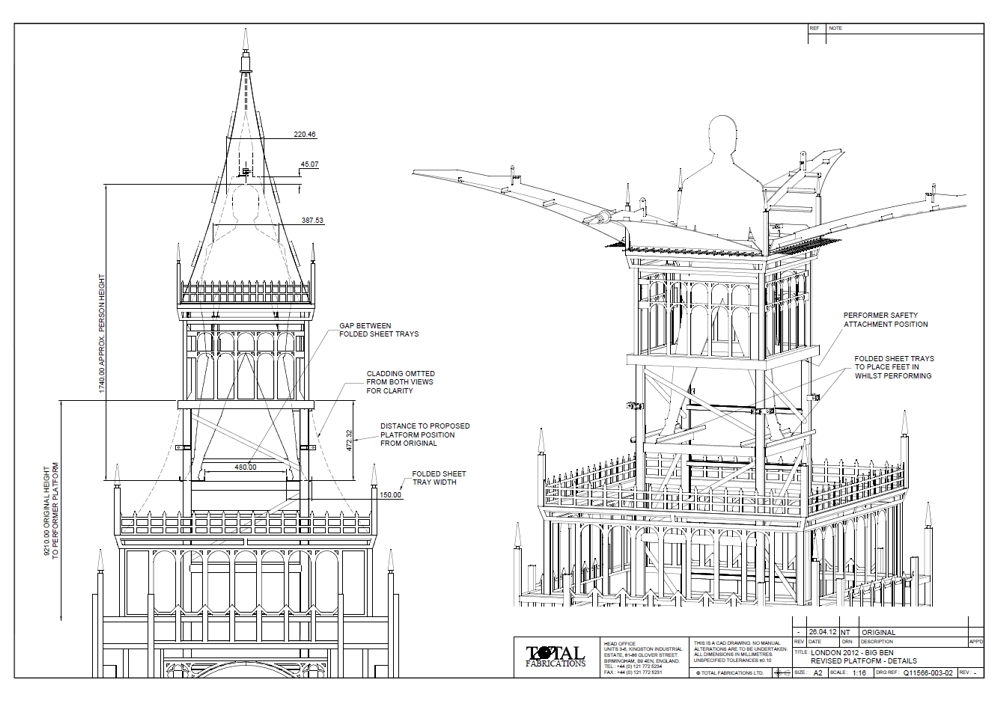 REF NOTE
220.46
45.07
387.53
1740.00 APPROX. PERSON HEIGHT
GAP BETWEEN
FOLDED SHEET TRAYS
CLADDING OMTTED
FROM BOTH VIEWS
FOR CLARITY
DISTANCE TO PROPOSED
PLATFORM POSITION
FROM ORIGINAL
472.32
480.00
FOLDED SHEET
TRAY WIDTH
150.00
9210.00 ORIGINAL HEIGHT
TO PERFORMER PLATFORM
PERFORMER SAFETY
ATTACHMENT POSITION
FOLDED SHEET TRAYS
TO PLACE FEET IN
WHILST PERFORMING
TOTAL
FABRICATIONS
HEAD OFFICE
UNITS 3-6, KINGSTON INDUSTRIAL
ESTATE, 81-86 GLOVER STREET,
BIRMINGHAM, B9 4EN, ENGLAND.
TEL : +44 (0) 121 772 5234
FAX : +44 (0) 121 772 5231
THIS IS A CAD DRAWING, NO MANUAL
ALTERATIONS ARE TO BE UNDERTAKEN.
ALL DIMENSIONS IN MILLIMETRES.
UNSPECIFIED TOLERANCES ±0.10
© TOTAL FABRICATIONS LTD.
- 26.04.12 NT ORIGINAL
REV DATE DRN DESCRIPTION APP'D
TITLE: LONDON 2012 - BIG BEN
REVISED PLATFOFM - DETAILS
SIZE: A2 SCALE: 1:16 DRG REF: Q11566-003-02 REV: -